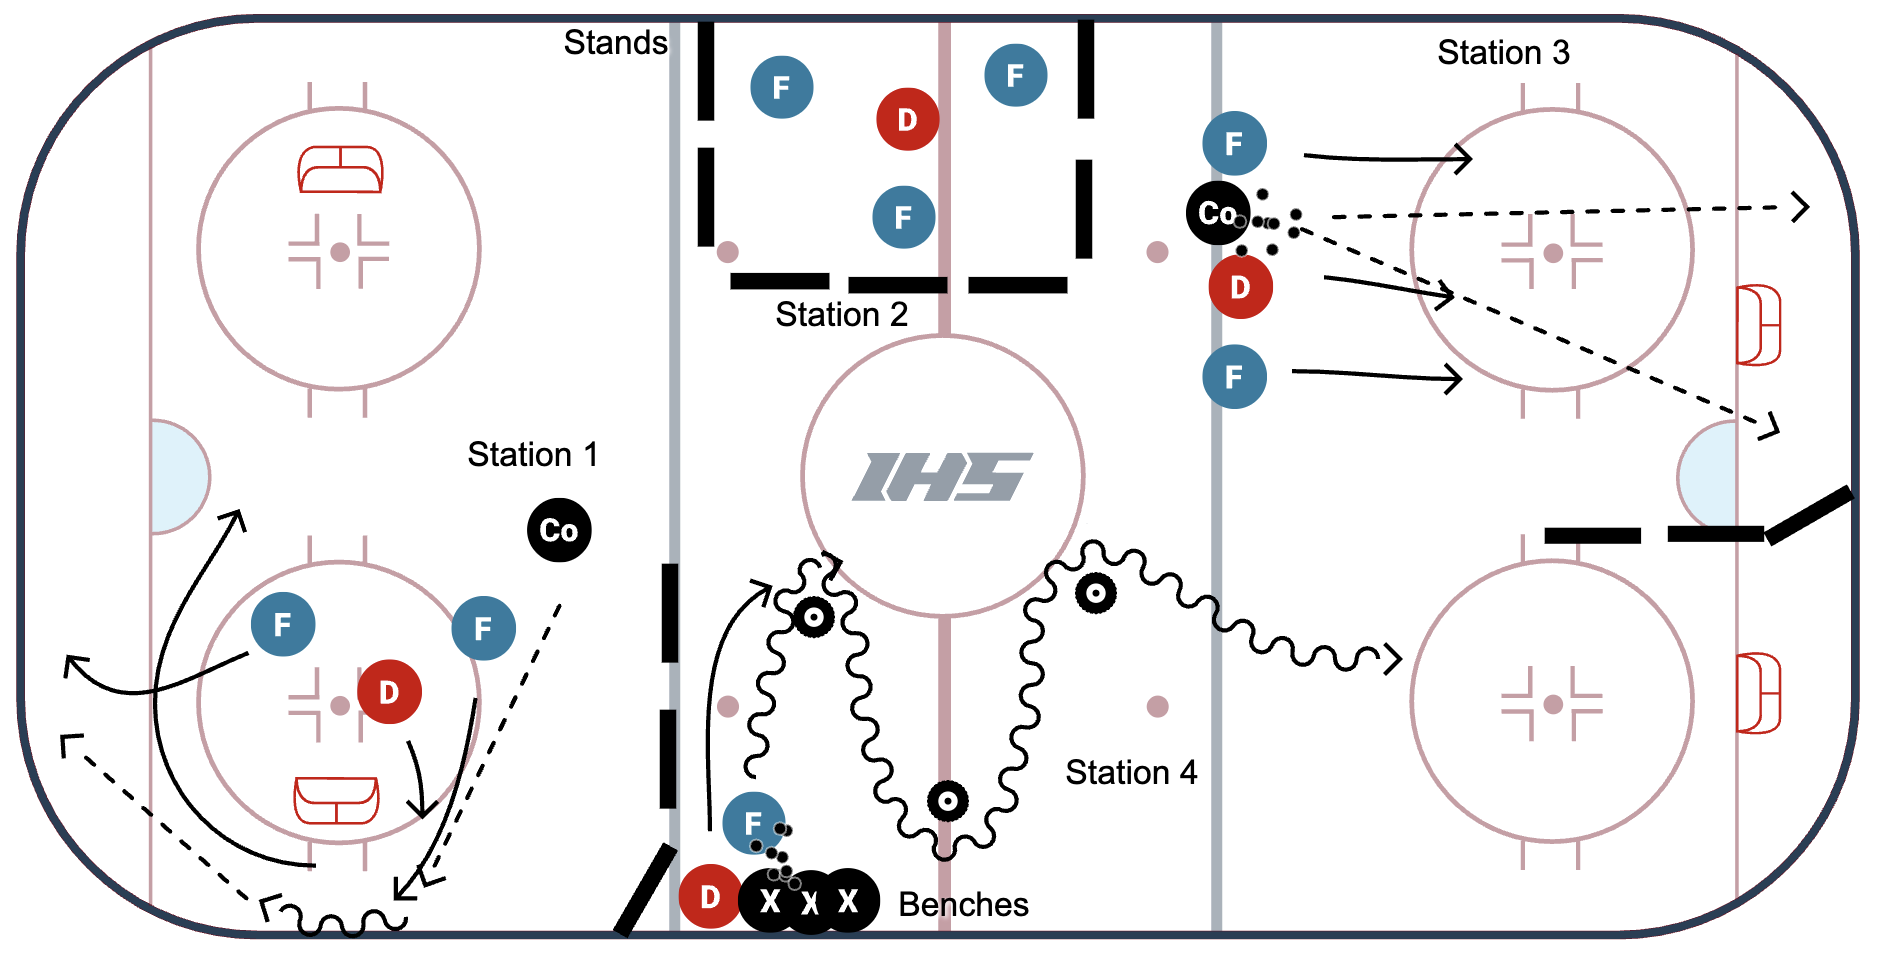 Stands
Station 3
F
F
D
F
Co
F
D
F
F
Station 2
Station 1
IHS
Co
F
F
D
Station 4
F
D
X
X
X
Benches